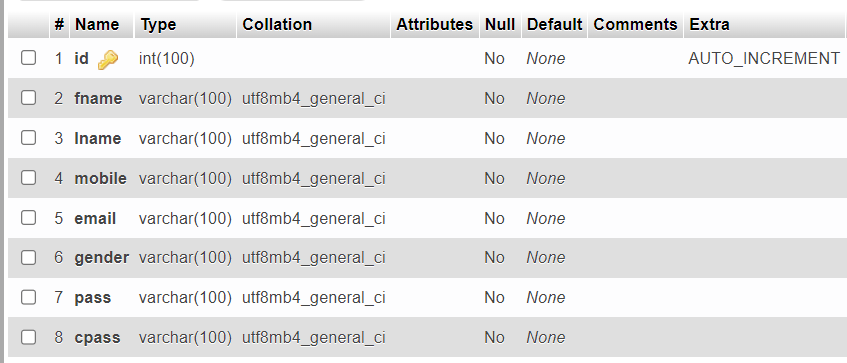 # Name Type Collation Attributes Null Default Comments Extra
1 id int(100) No None AUTO_INCREMENT
2 fname varchar(100) utf8mb4_general_ci No None
3 lname varchar(100) utf8mb4_general_ci No None
4 mobile varchar(100) utf8mb4_general_ci No None
5 email varchar(100) utf8mb4_general_ci No None
6 gender varchar(100) utf8mb4_general_ci No None
7 pass varchar(100) utf8mb4_general_ci No None
8 cpass varchar(100) utf8mb4_general_ci No None